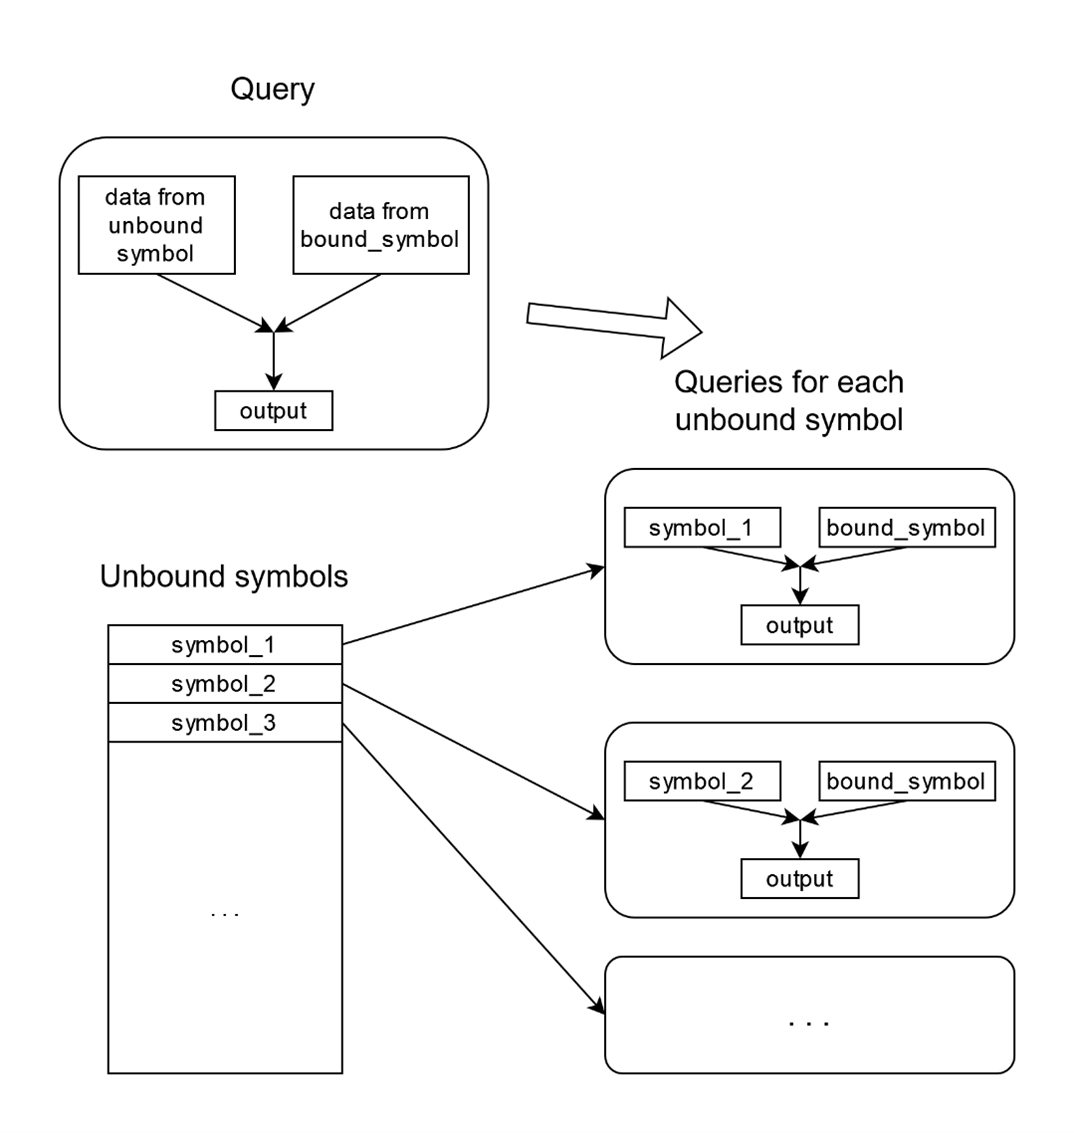 Query
data from
unbound
symbol
data from
bound_symbol
output
Queries for each
unbound symbol
Unbound symbols
symbol_1
symbol_2
symbol_3
. . .
symbol_1
bound_symbol
output
symbol_2
bound_symbol
output
. . .